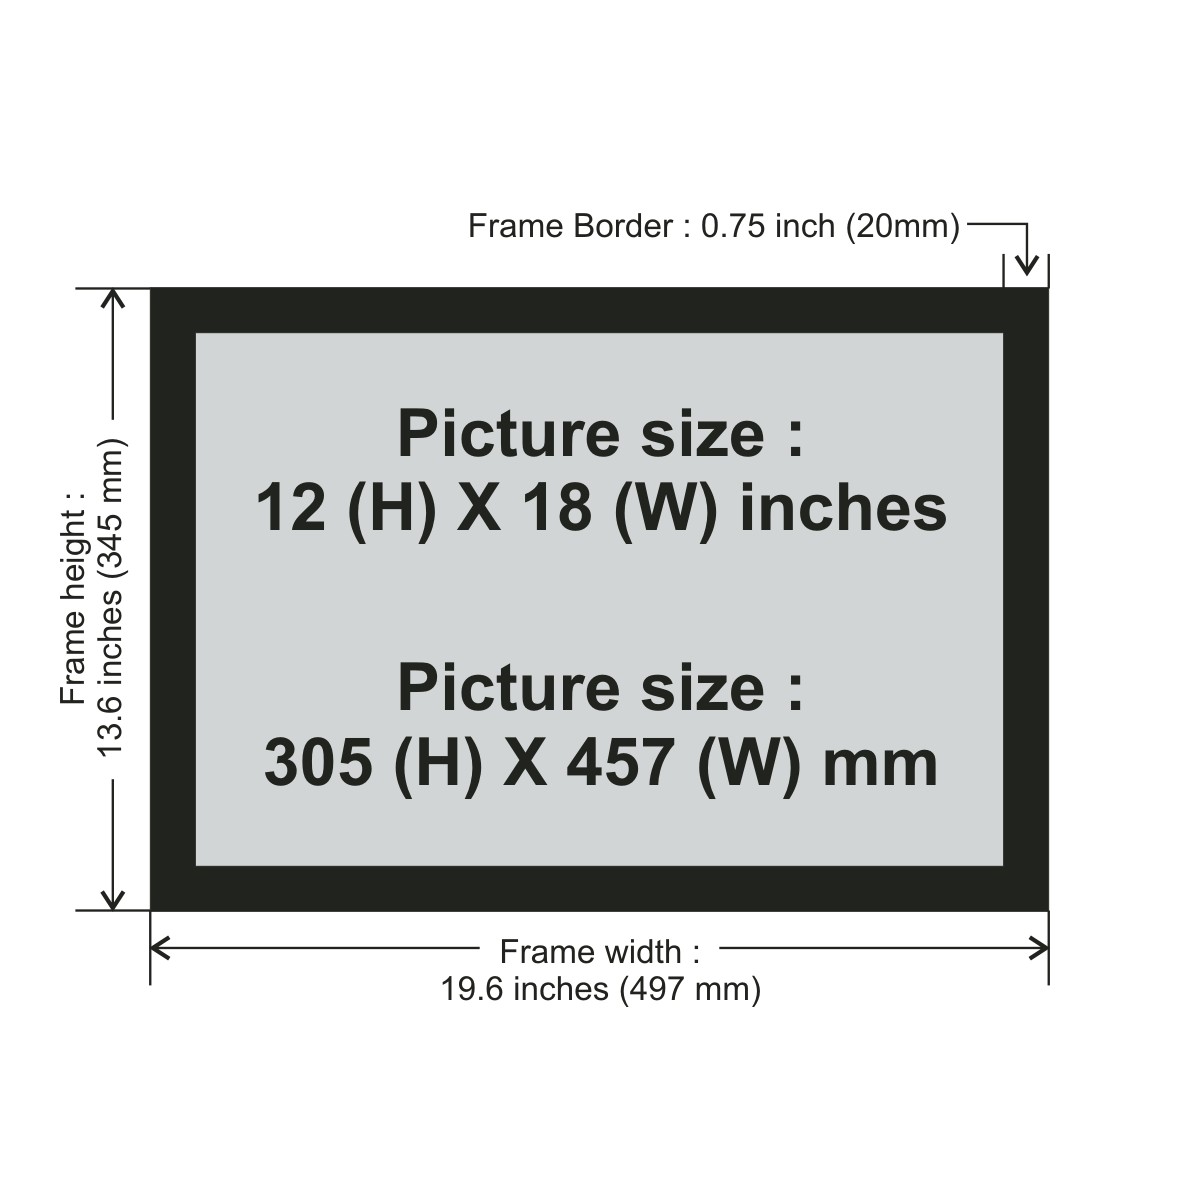 Frame Border : 0.75 inch (20mm)
Frame height :
13.6 inches (345 mm)
Picture size :
12 (H) X 18 (W) inches
Picture size :
305 (H) X 457 (W) mm
Frame width :
19.6 inches (497 mm)